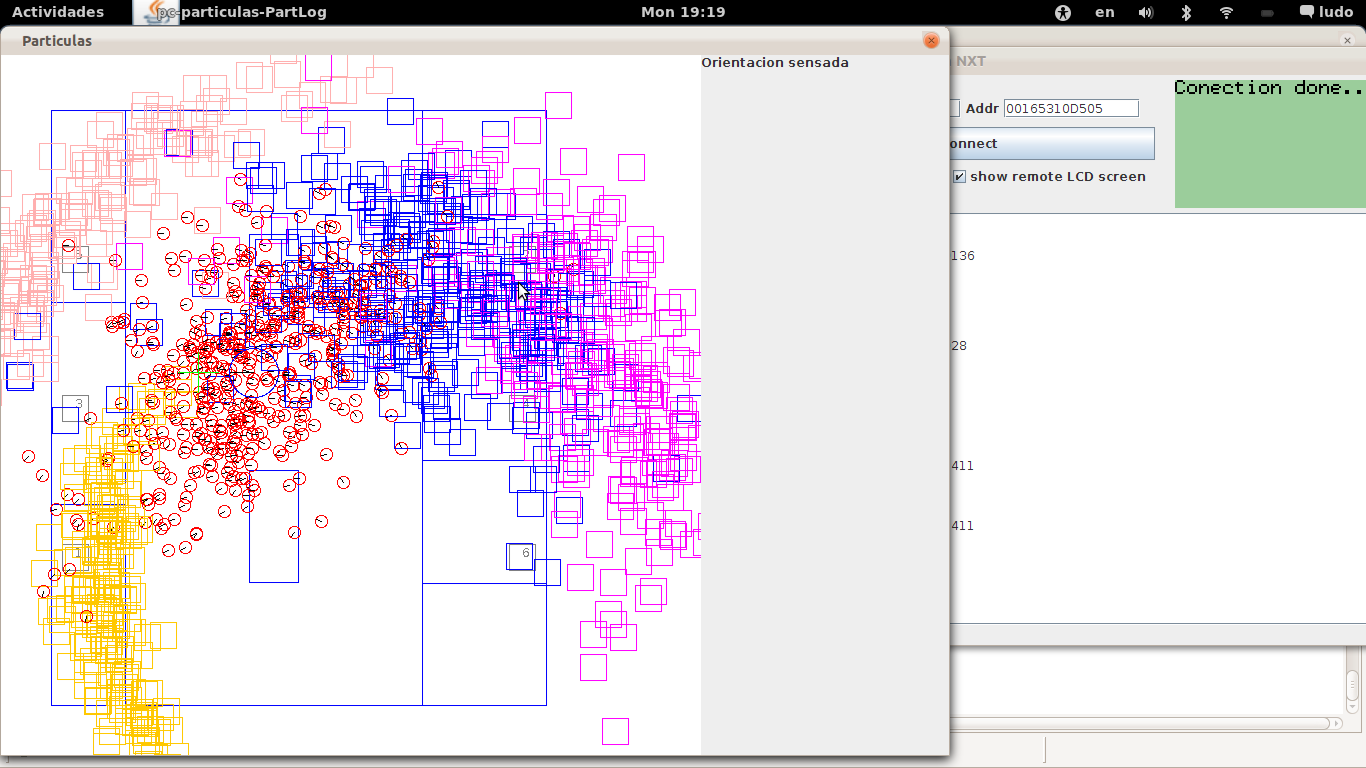 Actividades
pc-particulas-PartLog
Mon 19:19
en
ludo
Particulas
Orientacion sensada
NXT
Addr 00165310D505
onnect
show remote LCD screen
Conection done..
136
28
411
411
3
1
6